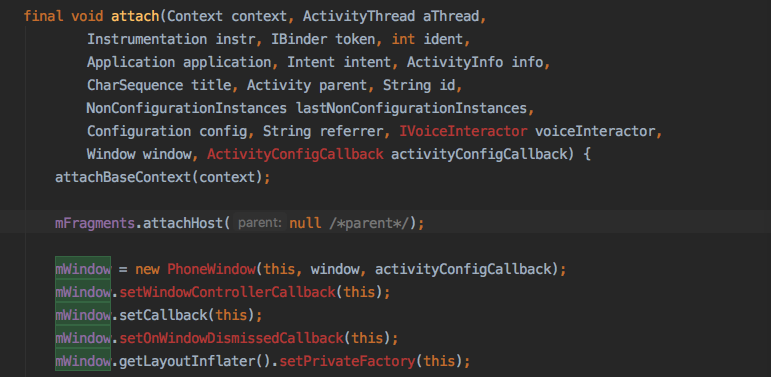 final void attach(Context context, ActivityThread aThread,
Instrumentation instr, IBinder token, int ident,
Application application, Intent intent, ActivityInfo info,
CharSequence title, Activity parent, String id,
NonConfigurationInstances lastNonConfigurationInstances,
Configuration config, String referrer, IVoiceInteractor voiceInteractor,
Window window, ActivityConfigCallback activityConfigCallback) {
attachBaseContext(context);
mFragments.attachHost( parent: null /*parent*/);
mWindow = new PhoneWindow(this, window, activityConfigCallback);
mWindow.setWindowControllerCallback(this);
mWindow.setCallback(this);
mWindow.setOnWindowDismissedCallback(this);
mWindow.getLayoutInflater().setPrivateFactory(this);